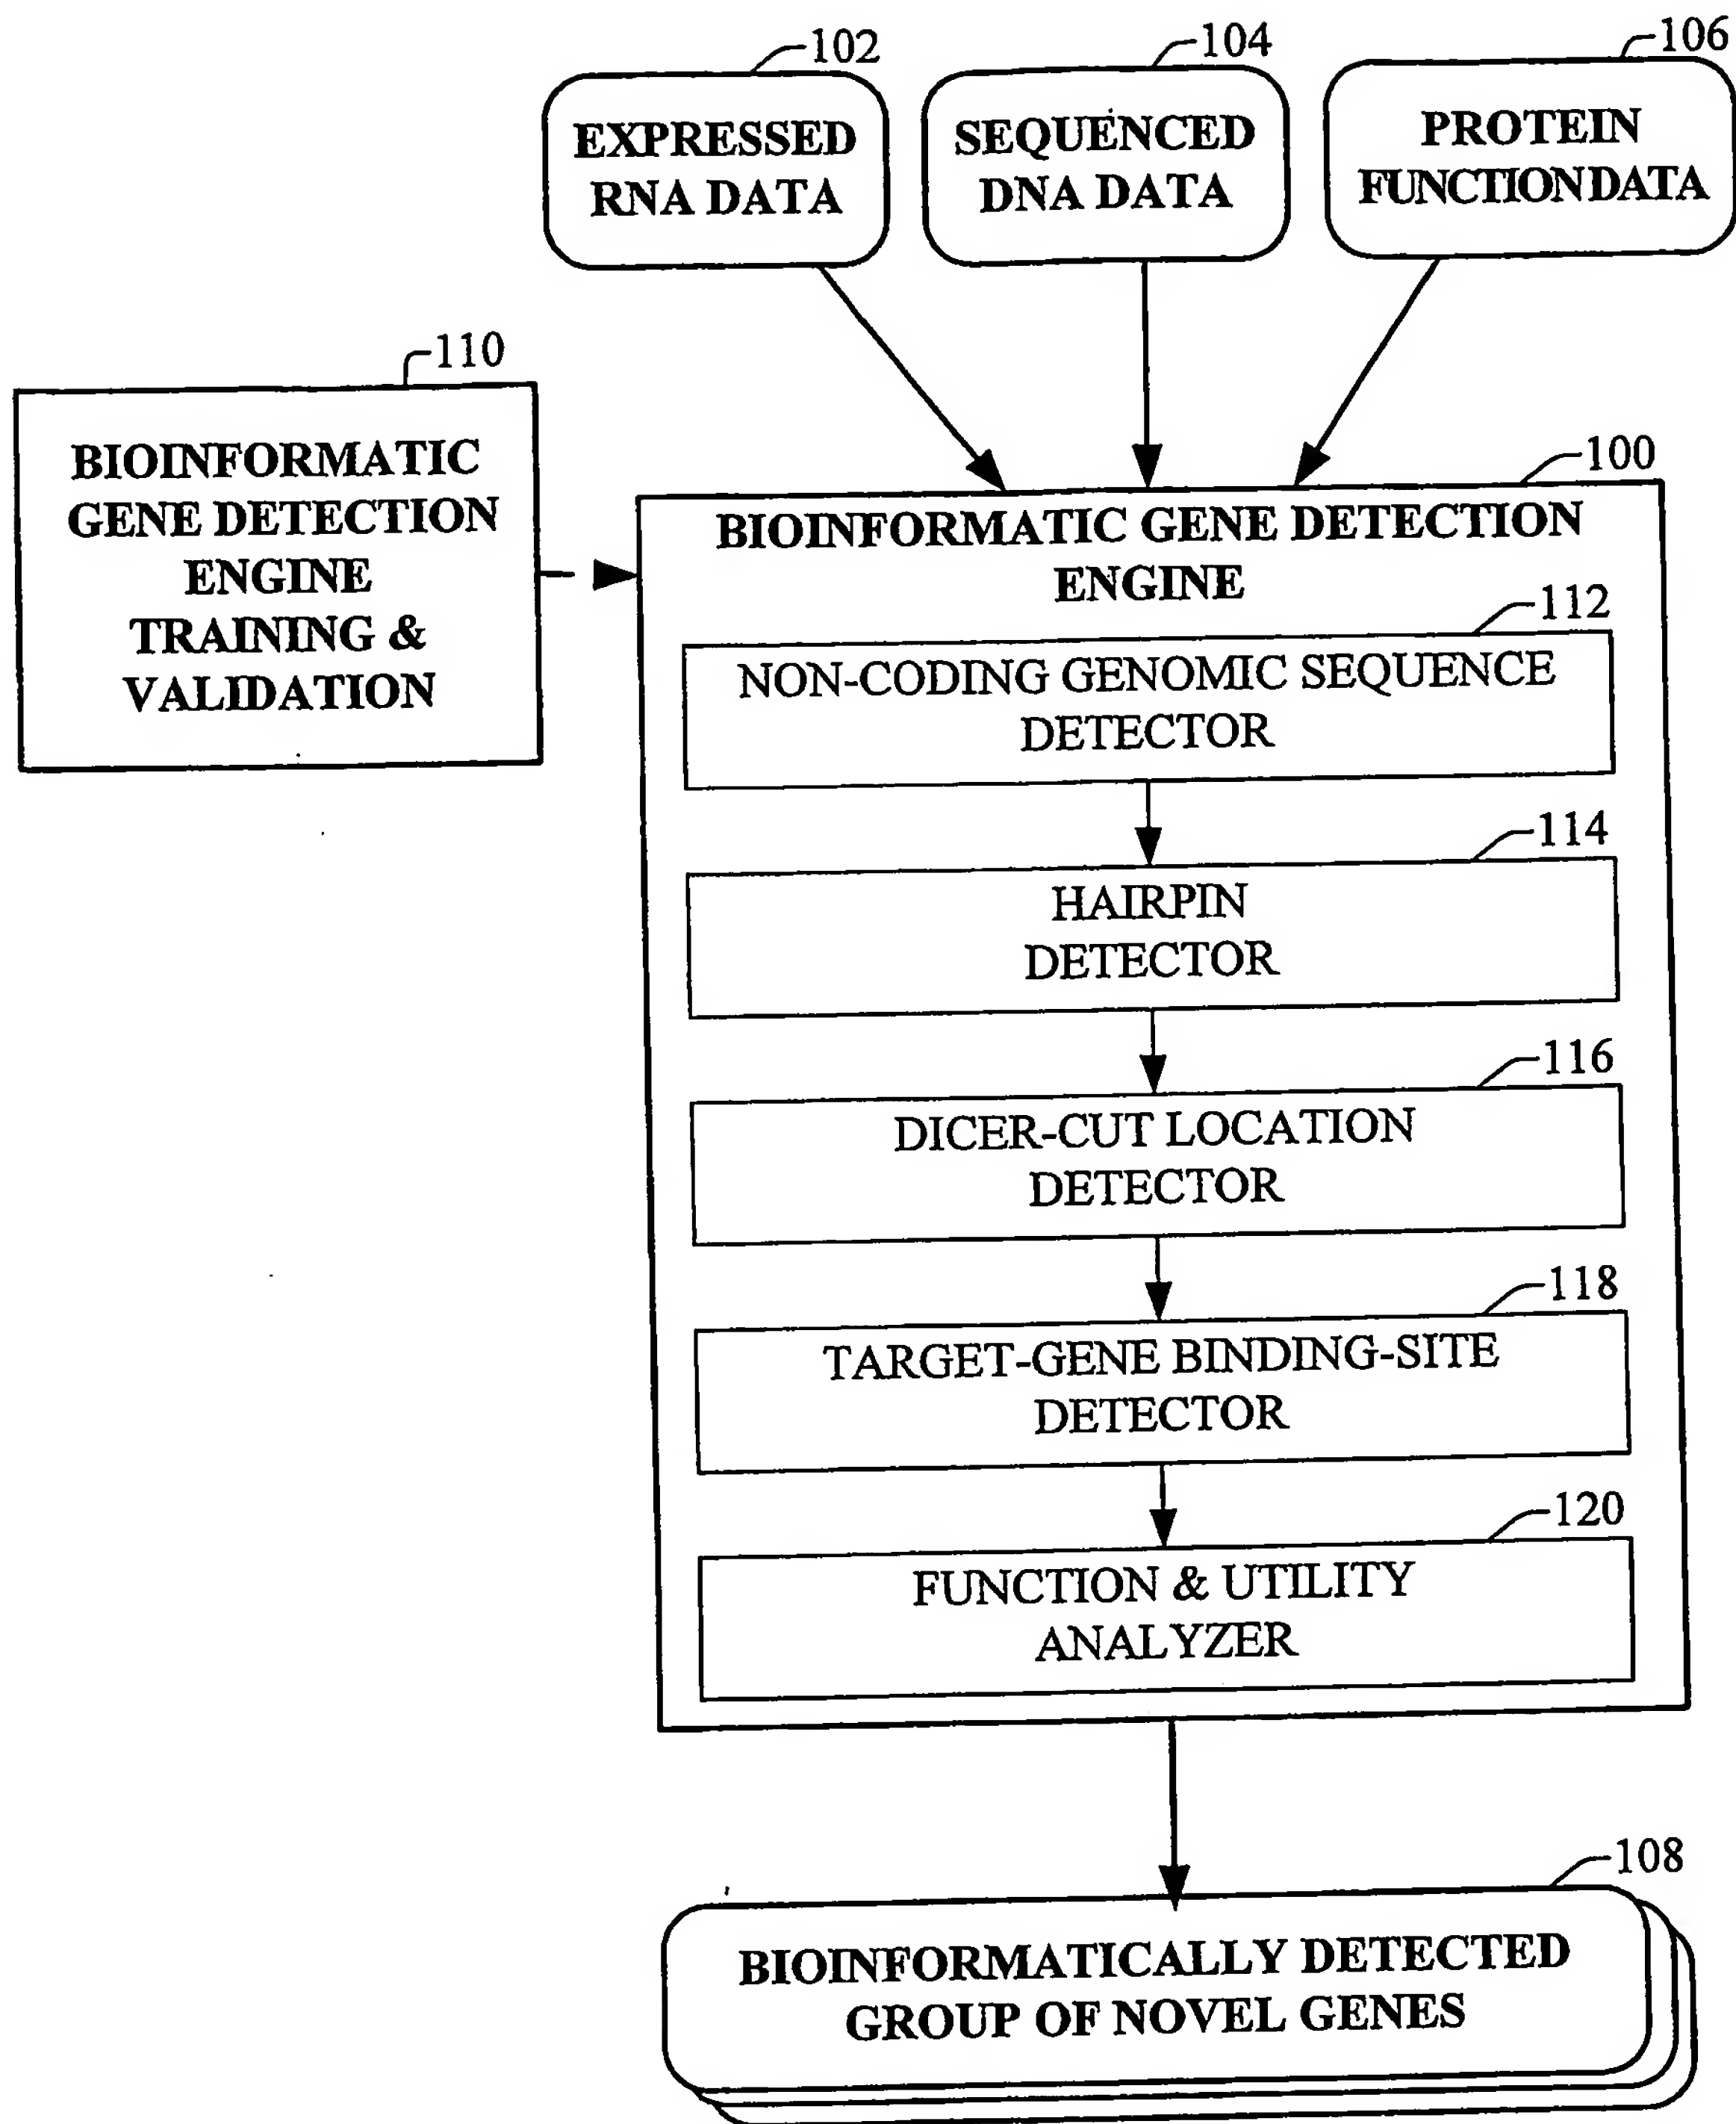 102
104
106
EXPRESSED
RNA DATA
SEQUENCED
DNA DATA
PROTEIN
FUNCTION DATA
110
BIOINFORMATIC
GENE DETECTION
ENGINE
TRAINING &
VALIDATION
100
BIOINFORMATIC GENE DETECTION
ENGINE
112
NON-CODING GENOMIC SEQUENCE
DETECTOR
114
HAIRPIN
DETECTOR
116
DICER-CUT LOCATION
DETECTOR
118
TARGET-GENE BINDING-SITE
DETECTOR
120
FUNCTION & UTILITY
ANALYZER
108
BIOINFORMATICALLY DETECTED
GROUP OF NOVEL GENES